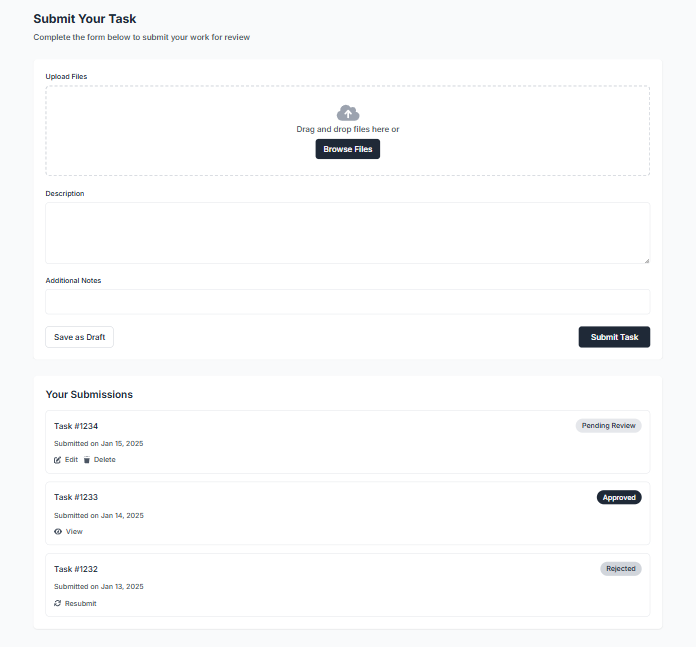 Submit Your Task
Complete the form below to submit your work for review
Upload Files
Drag and drop files here or
Browse Files
Description
Additional Notes
Save as Draft
Submit Task
Your Submissions
Task #1234
Pending Review
Submitted on Jan 15, 2025
Edit Delete
Task #1233
Approved
Submitted on Jan 14, 2025
View
Task #1232
Rejected
Submitted on Jan 13, 2025
Resubmit